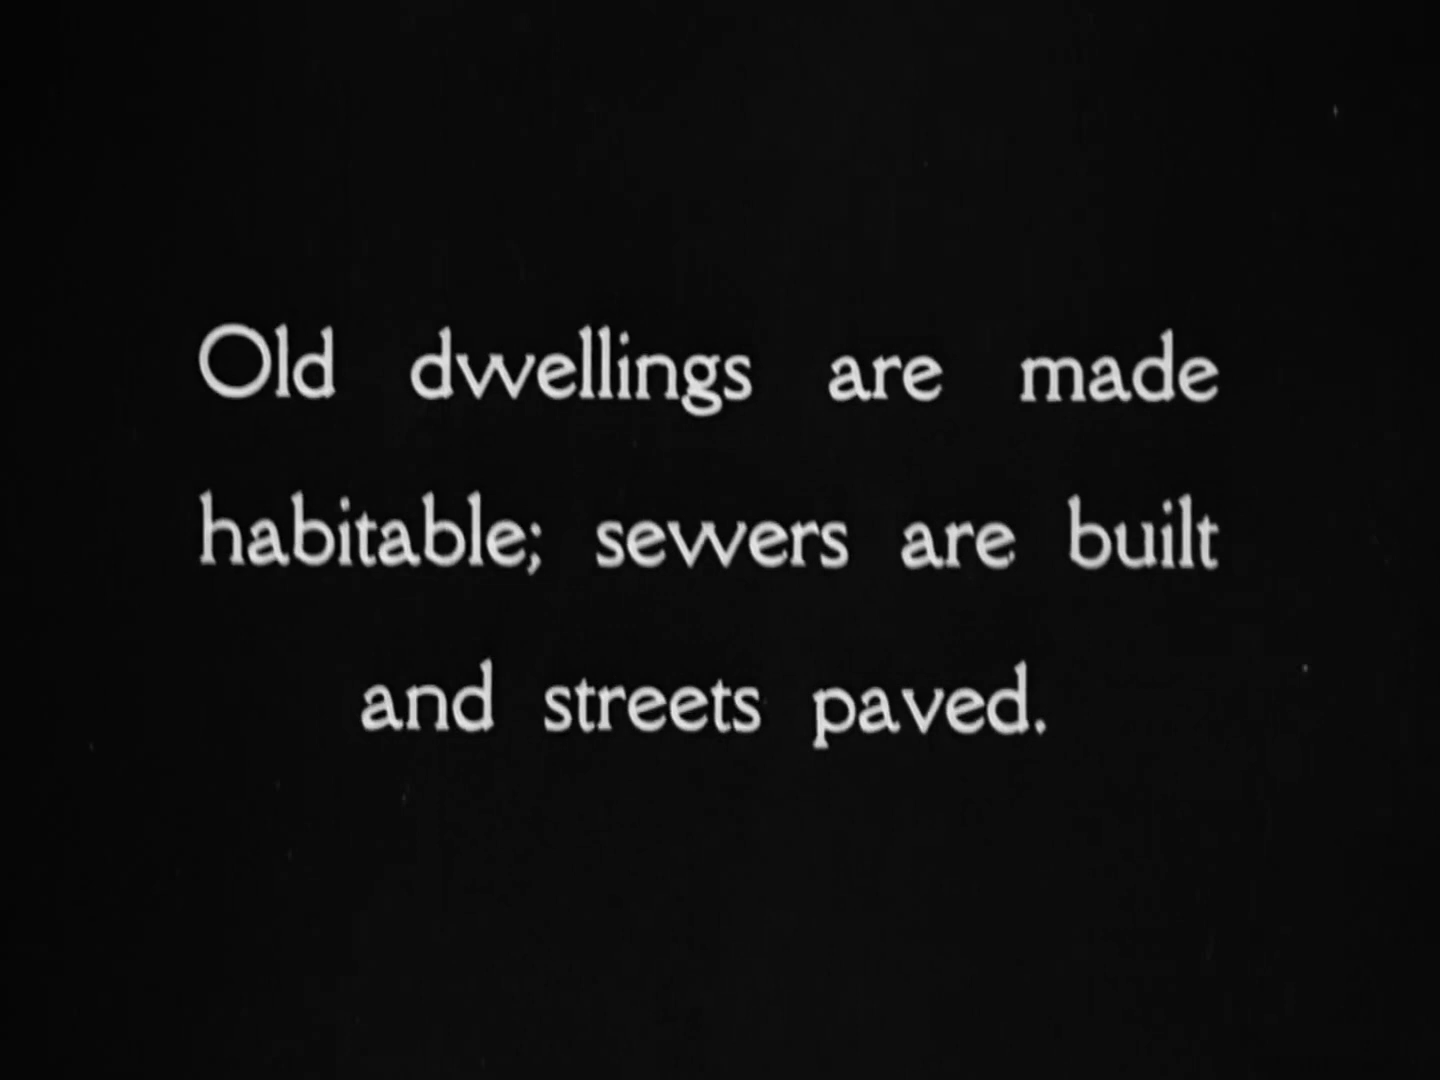 Old dwellings are made
habitable; sewers are built
and streets paved.